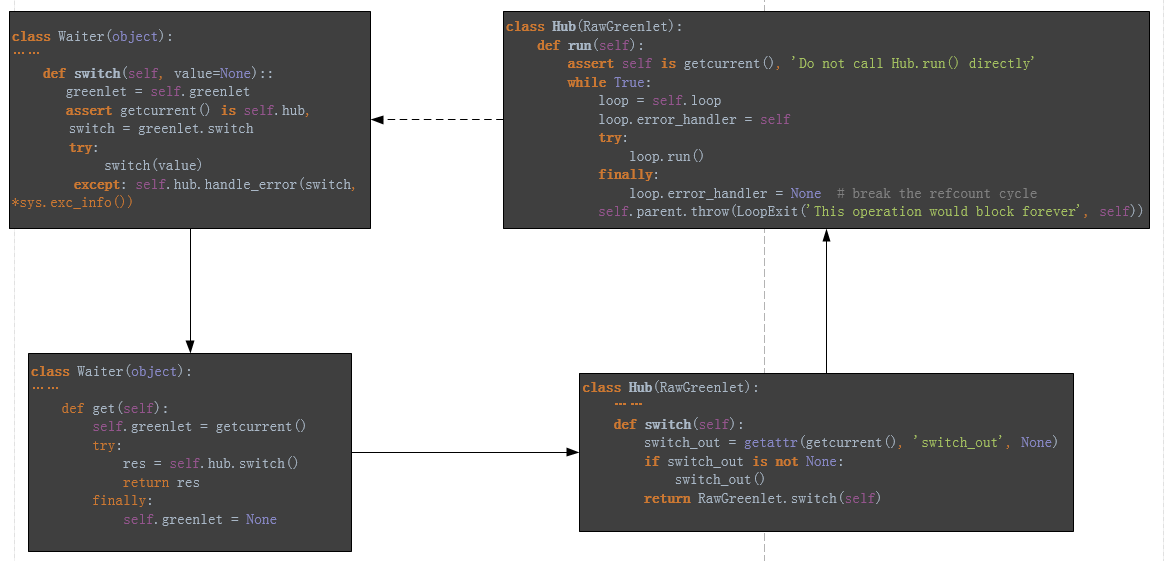 class Waiter(object):
……
def switch(self, value=None)::
greenlet = self.greenlet
assert getcurrent() is self.hub,
switch = greenlet.switch
try:
switch(value)
except: self.hub.handle_error(switch,
*sys.exc_info())
class Hub(RawGreenlet):
def run(self):
assert self is getcurrent(), 'Do not call Hub.run() directly'
while True:
loop = self.loop
loop.error_handler = self
try:
loop.run()
finally:
loop.error_handler = None  # break the refcount cycle
self.parent.throw(LoopExit('This operation would block forever', self))
class Waiter(object):
……
def get(self):
self.greenlet = getcurrent()
try:
res = self.hub.switch()
return res
finally:
self.greenlet = None
class Hub(RawGreenlet):
……
def switch(self):
switch_out = getattr(getcurrent(), 'switch_out', None)
if switch_out is not None:
switch_out()
return RawGreenlet.switch(self)